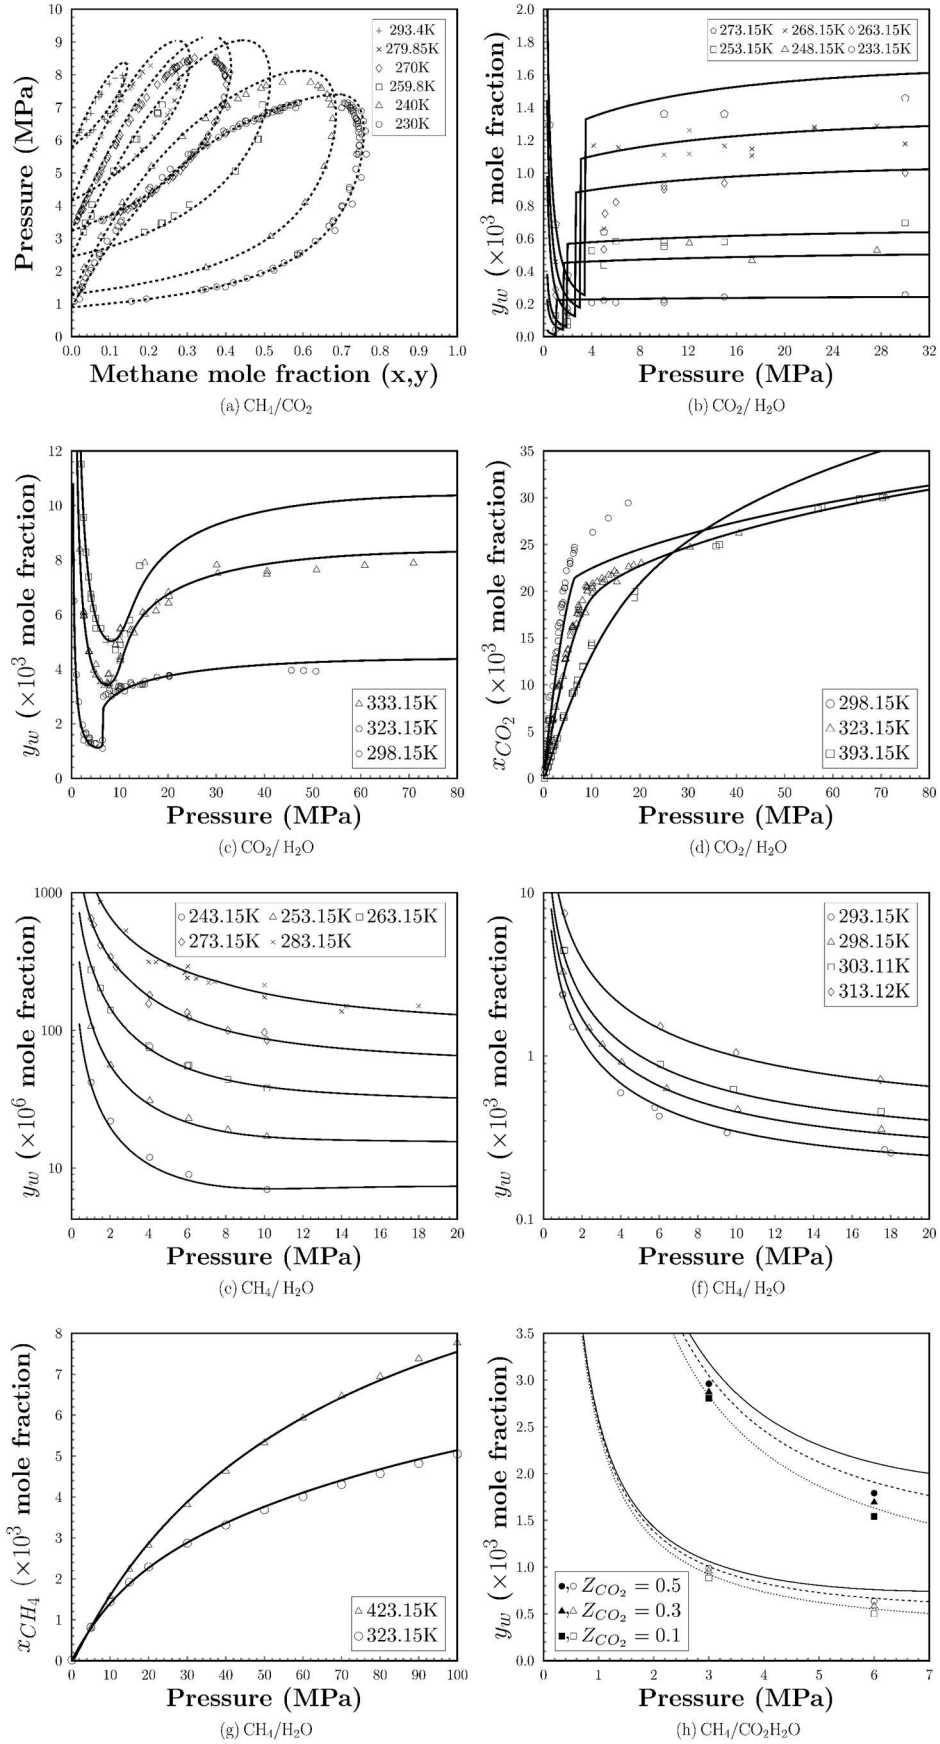 Pressure (MPa)
9
8
7
6
5
4
3
2
1
0
+ 293.4K
× 279.85K
◇ 270K
□ 259.8K
△ 240K
○ 230K
0.0 0.1 0.2 0.3 0.4 0.5 0.6 0.7 0.8 0.9 1.0
Methane mole fraction (x,y)
(a) CH₄/CO₂
y_w (×10³ mole fraction)
2.0
1.8
1.6
1.4
1.2
1.0
0.8
0.6
0.4
0.2
0.0
273.15K × 268.15K ◇ 263.15K
□ 253.15K △ 248.15K ○ 233.15K
0 4 8 12 16 20 24 28 32
Pressure (MPa)
(b) CO₂/H₂O
y_w (×10³ mole fraction)
12
10
8
6
4
2
0
△ 333.15K
○ 323.15K
○ 298.15K
0 10 20 30 40 50 60 70 80
Pressure (MPa)
(c) CO₂/H₂O
x_{CO₂} (×10³ mole fraction)
35
30
25
20
15
10
5
0
○ 298.15K
△ 323.15K
□ 393.15K
0 10 20 30 40 50 60 70 80
Pressure (MPa)
(d) CO₂/H₂O
y_w (×10⁶ mole fraction)
1000
100
10
○ 243.15K △ 253.15K □ 263.15K
◇ 273.15K × 283.15K
0 2 4 6 8 10 12 14 16 18 20
Pressure (MPa)
(e) CH₄/H₂O
y_w (×10³ mole fraction)
10
1
0.1
○ 293.15K
△ 298.15K
□ 303.11K
◇ 313.12K
0 2 4 6 8 10 12 14 16 18 20
Pressure (MPa)
(f) CH₄/H₂O
x_{CH₄} (×10³ mole fraction)
8
7
6
5
4
3
2
1
0
△ 423.15K
○ 323.15K
0 10 20 30 40 50 60 70 80 90 100
Pressure (MPa)
(g) CH₄/H₂O
y_w (×10³ mole fraction)
3.5
3.0
2.5
2.0
1.5
1.0
0.5
0.0
●,○ Z_{CO₂} = 0.5
▲,△ Z_{CO₂} = 0.3
■,□ Z_{CO₂} = 0.1
0 1 2 3 4 5 6 7
Pressure (MPa)
(h) CH₄/CO₂H₂O